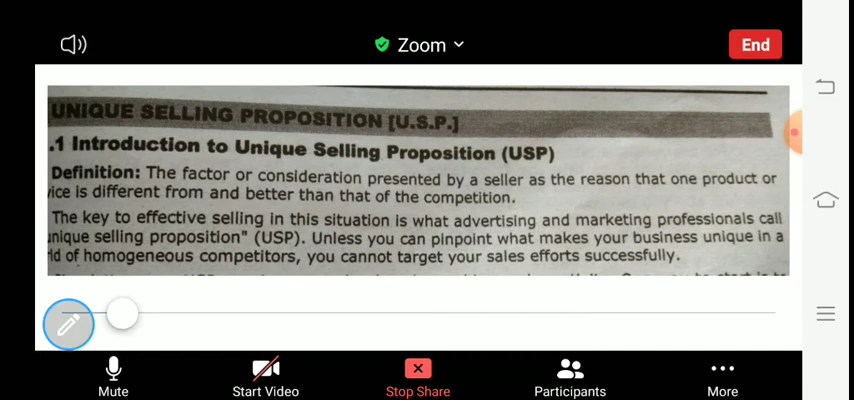 Zoom
End
UNIQUE SELLING PROPOSITION [U.S.P.]
.1 Introduction to Unique Selling Proposition (USP)
Definition: The factor or consideration presented by a seller as the reason that one product or
vice is different from and better than that of the competition.
The key to effective selling in this situation is what advertising and marketing professionals call
unique selling proposition" (USP). Unless you can pinpoint what makes your business unique in a
ld of homogeneous competitors, you cannot target your sales efforts successfully.
Mute
Start Video
Stop Share
Participants
More